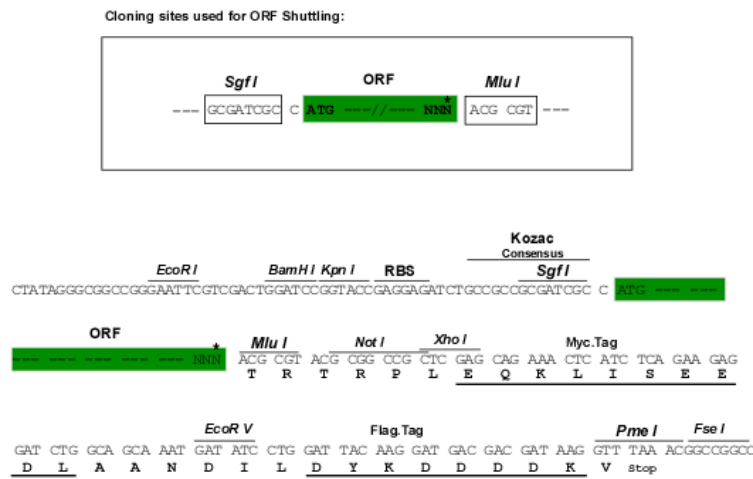 Cloning sites used for ORF Shuttling:
Sgf I ORF Mlu I
--- GCGATCGC C ATG ---//--- NNN* ACG CGT ---
Kozac
Consensus
EcoR I BamH I Kpn I RBS Sgf I
CTATAGGGCGGCCGGGAATTCGTCGACTGGATCCGGTACCGAGGAGATCTGCCGCCGCGATCGC C ATG --- ---
ORF Mlu I Not I Xho I Myc.Tag
--- --- --- --- --- --- NNN* ACG CGT ACG CGG CCG CTC GAG CAG AAA CTC ATC TCA GAA GAG
T R T R P L E Q K L I S E E
EcoR V Flag.Tag Pme I Fse I
GAT CTG GCA GCA AAT GAT ATC CTG GAT TAC AAG GAT GAC GAC GAT AAG GTT TAA ACGGCCGGCC
D L A A N D I L D Y K D D D D K V Stop